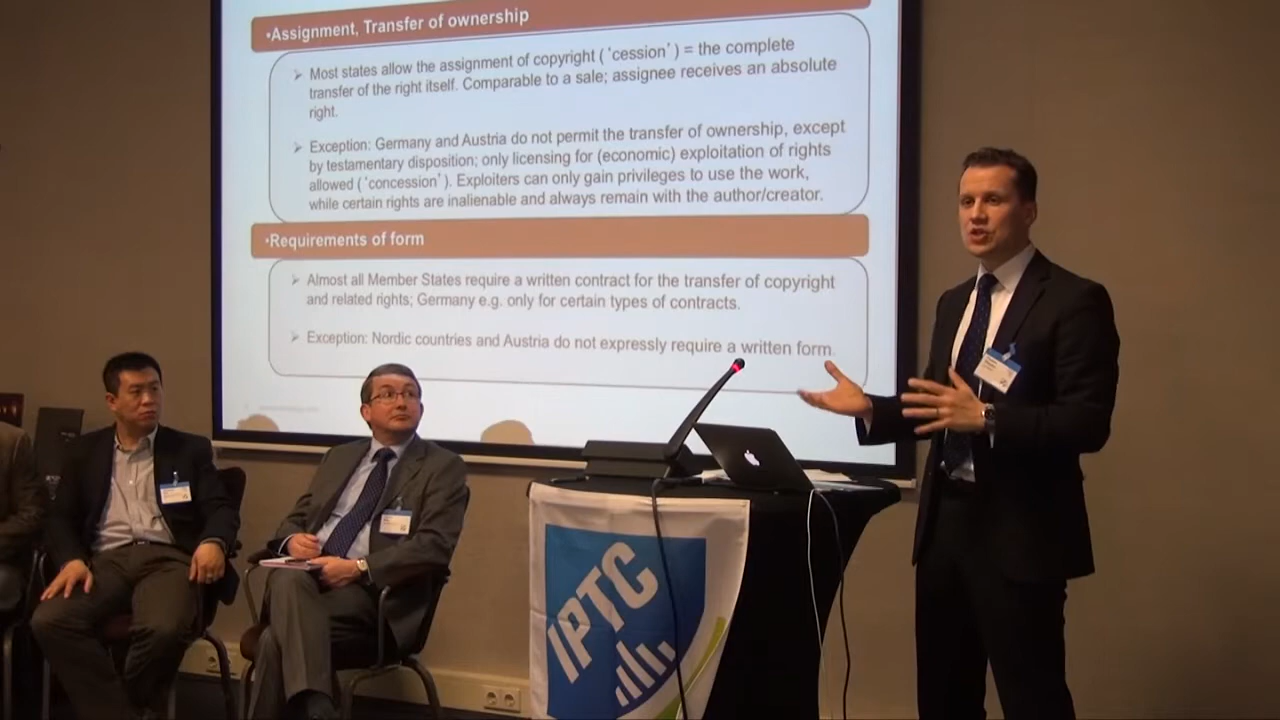 •Assignment, Transfer of ownership
➢ Most states allow the assignment of copyright (‘cession’) = the complete
transfer of the right itself. Comparable to a sale; assignee receives an absolute
right.
➢ Exception: Germany and Austria do not permit the transfer of ownership, except
by testamentary disposition; only licensing for (economic) exploitation of rights
allowed (‘concession’). Exploiters can only gain privileges to use the work,
while certain rights are inalienable and always remain with the author/creator.
•Requirements of form
➢ Almost all Member States require a written contract for the transfer of copyright
and related rights; Germany e.g. only for certain types of contracts.
➢ Exception: Nordic countries and Austria do not expressly require a written form.
IPTC